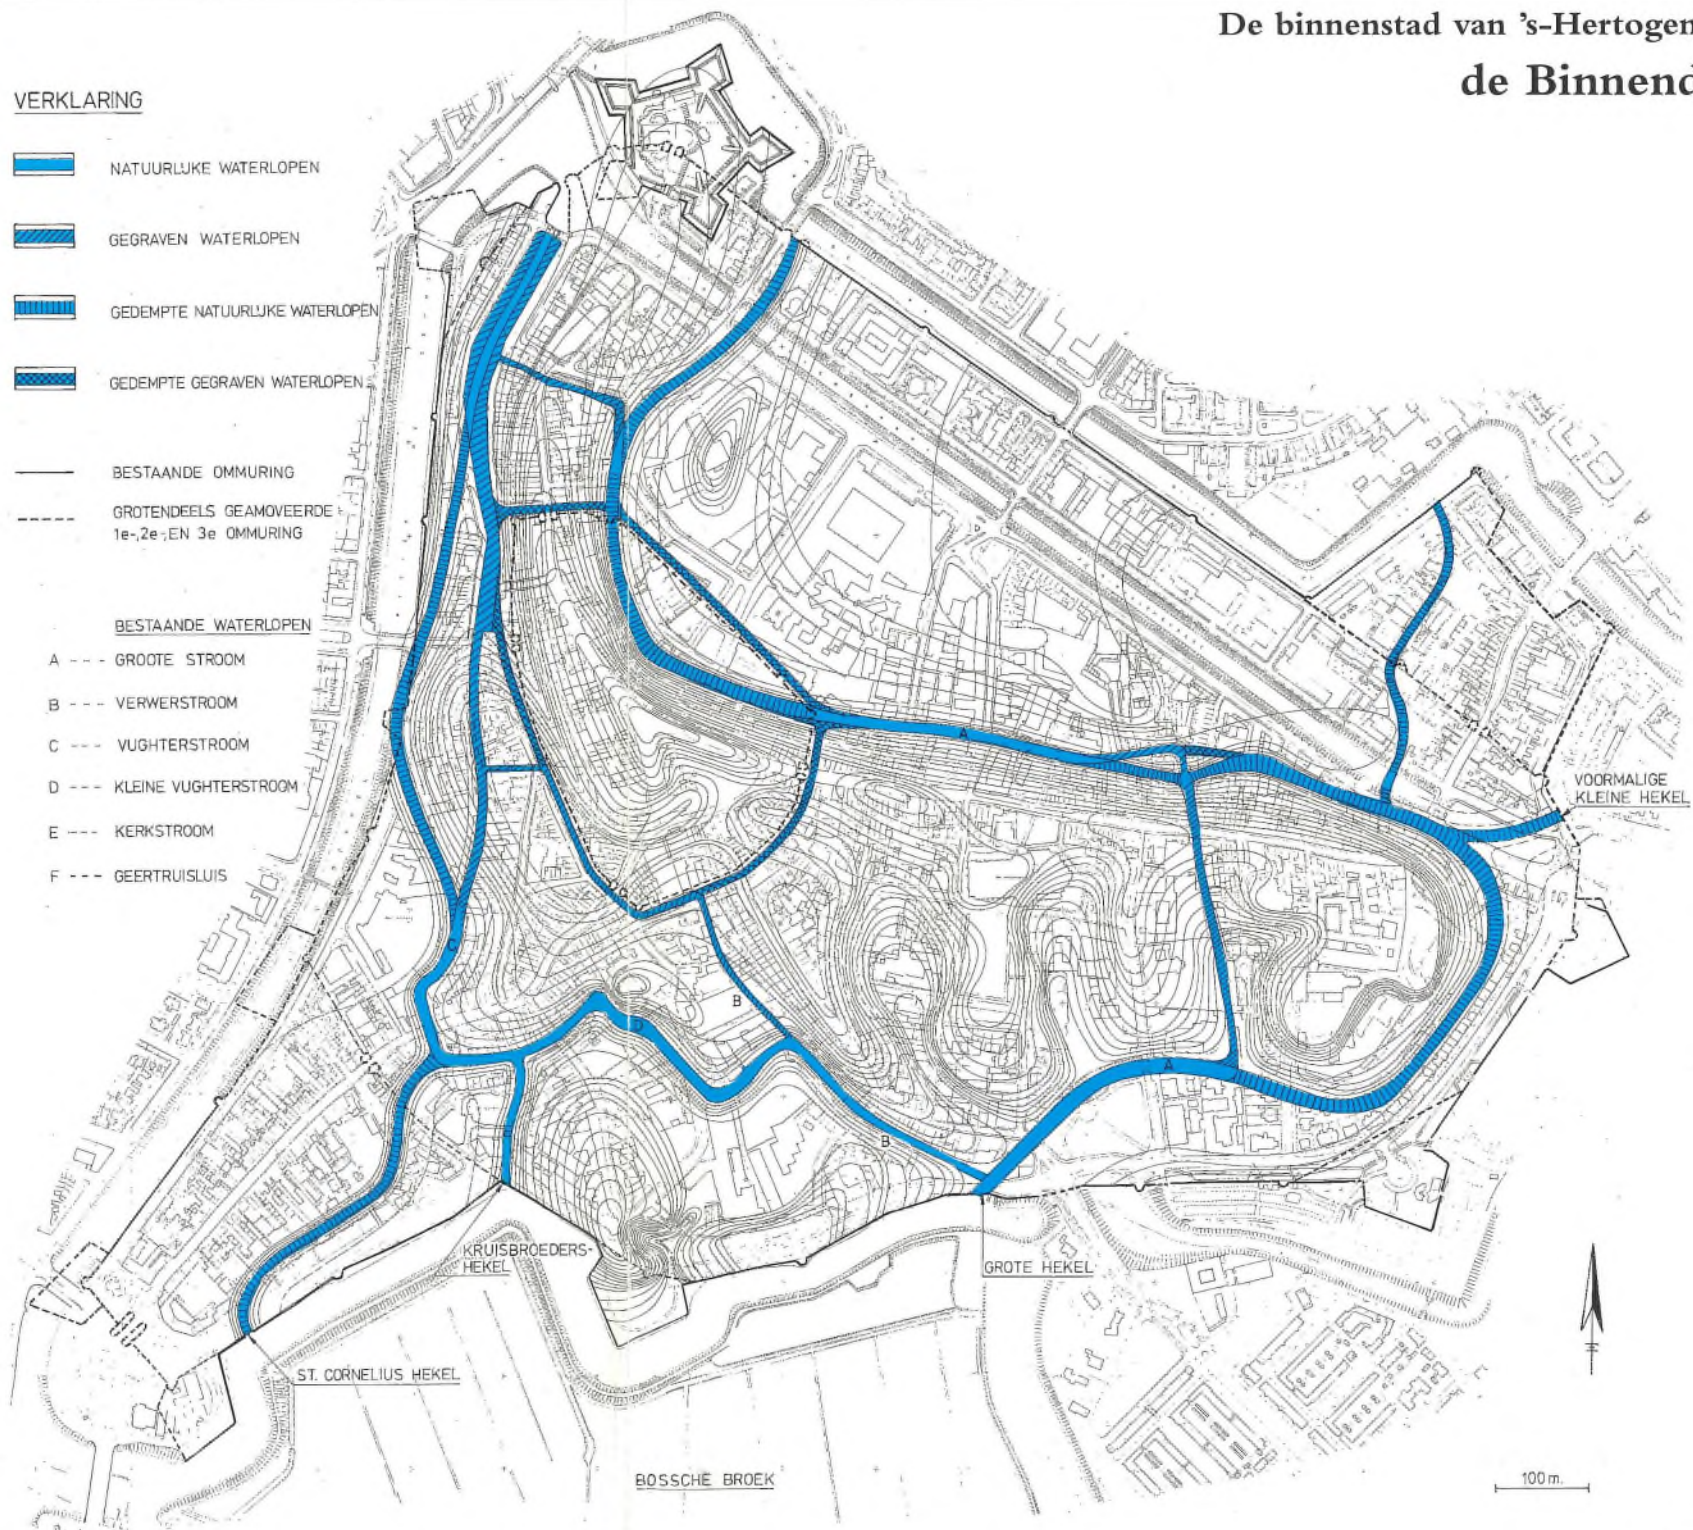 De binnenstad van 's-Hertogen
de Binnend
VERKLARING
NATUURLIJKE WATERLOPEN
GEGRAVEN WATERLOPEN
GEDEMPTE NATUURLIJKE WATERLOPEN
GEDEMPTE GEGRAVEN WATERLOPEN
BESTAANDE OMMURING
GROTENDEELS GEAMOVEERDE
1e-,2e-,EN 3e OMMURING
BESTAANDE WATERLOPEN
A --- GROOTE STROOM
B --- VERWERSTROOM
C --- VUGHTERSTROOM
D --- KLEINE VUGHTERSTROOM
E --- KERKSTROOM
F --- GEERTRUISLUIS
A
VOORMALIGE
KLEINE HEKEL
C
B
D
A
B
KRUISBROEDERS-
HEKEL
GROTE HEKEL
ST. CORNELIUS HEKEL
BOSSCHE BROEK
100 m.